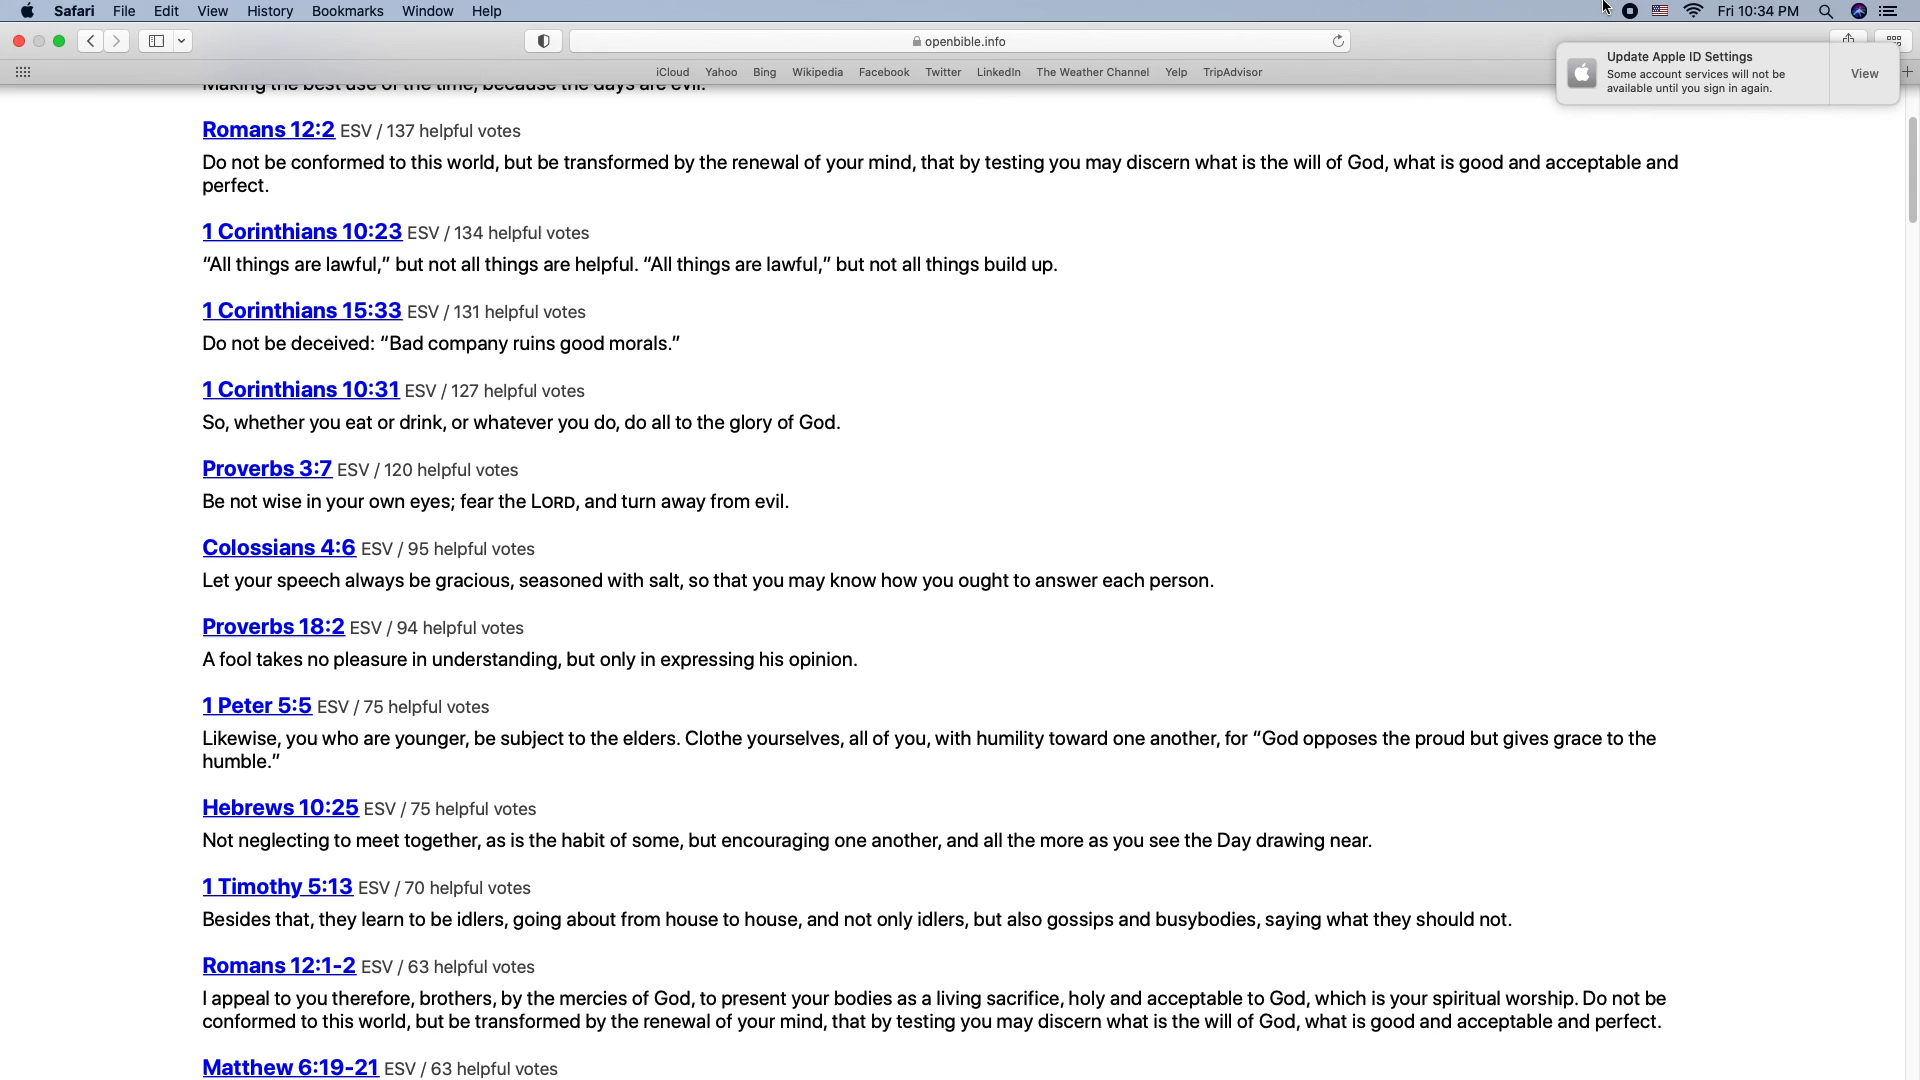 Safari File Edit View History Bookmarks Window Help
Fri 10:34 PM
openbible.info
iCloud Yahoo Bing Wikipedia Facebook Twitter LinkedIn The Weather Channel Yelp TripAdvisor
Update Apple ID Settings
Some account services will not be
available until you sign in again.
View
Making the best use of the time, because the days are evil.
Romans 12:2 ESV / 137 helpful votes
Do not be conformed to this world, but be transformed by the renewal of your mind, that by testing you may discern what is the will of God, what is good and acceptable and
perfect.
1 Corinthians 10:23 ESV / 134 helpful votes
“All things are lawful,” but not all things are helpful. “All things are lawful,” but not all things build up.
1 Corinthians 15:33 ESV / 131 helpful votes
Do not be deceived: “Bad company ruins good morals.”
1 Corinthians 10:31 ESV / 127 helpful votes
So, whether you eat or drink, or whatever you do, do all to the glory of God.
Proverbs 3:7 ESV / 120 helpful votes
Be not wise in your own eyes; fear the LORD, and turn away from evil.
Colossians 4:6 ESV / 95 helpful votes
Let your speech always be gracious, seasoned with salt, so that you may know how you ought to answer each person.
Proverbs 18:2 ESV / 94 helpful votes
A fool takes no pleasure in understanding, but only in expressing his opinion.
1 Peter 5:5 ESV / 75 helpful votes
Likewise, you who are younger, be subject to the elders. Clothe yourselves, all of you, with humility toward one another, for “God opposes the proud but gives grace to the
humble.”
Hebrews 10:25 ESV / 75 helpful votes
Not neglecting to meet together, as is the habit of some, but encouraging one another, and all the more as you see the Day drawing near.
1 Timothy 5:13 ESV / 70 helpful votes
Besides that, they learn to be idlers, going about from house to house, and not only idlers, but also gossips and busybodies, saying what they should not.
Romans 12:1-2 ESV / 63 helpful votes
I appeal to you therefore, brothers, by the mercies of God, to present your bodies as a living sacrifice, holy and acceptable to God, which is your spiritual worship. Do not be
conformed to this world, but be transformed by the renewal of your mind, that by testing you may discern what is the will of God, what is good and acceptable and perfect.
Matthew 6:19-21 ESV / 63 helpful votes